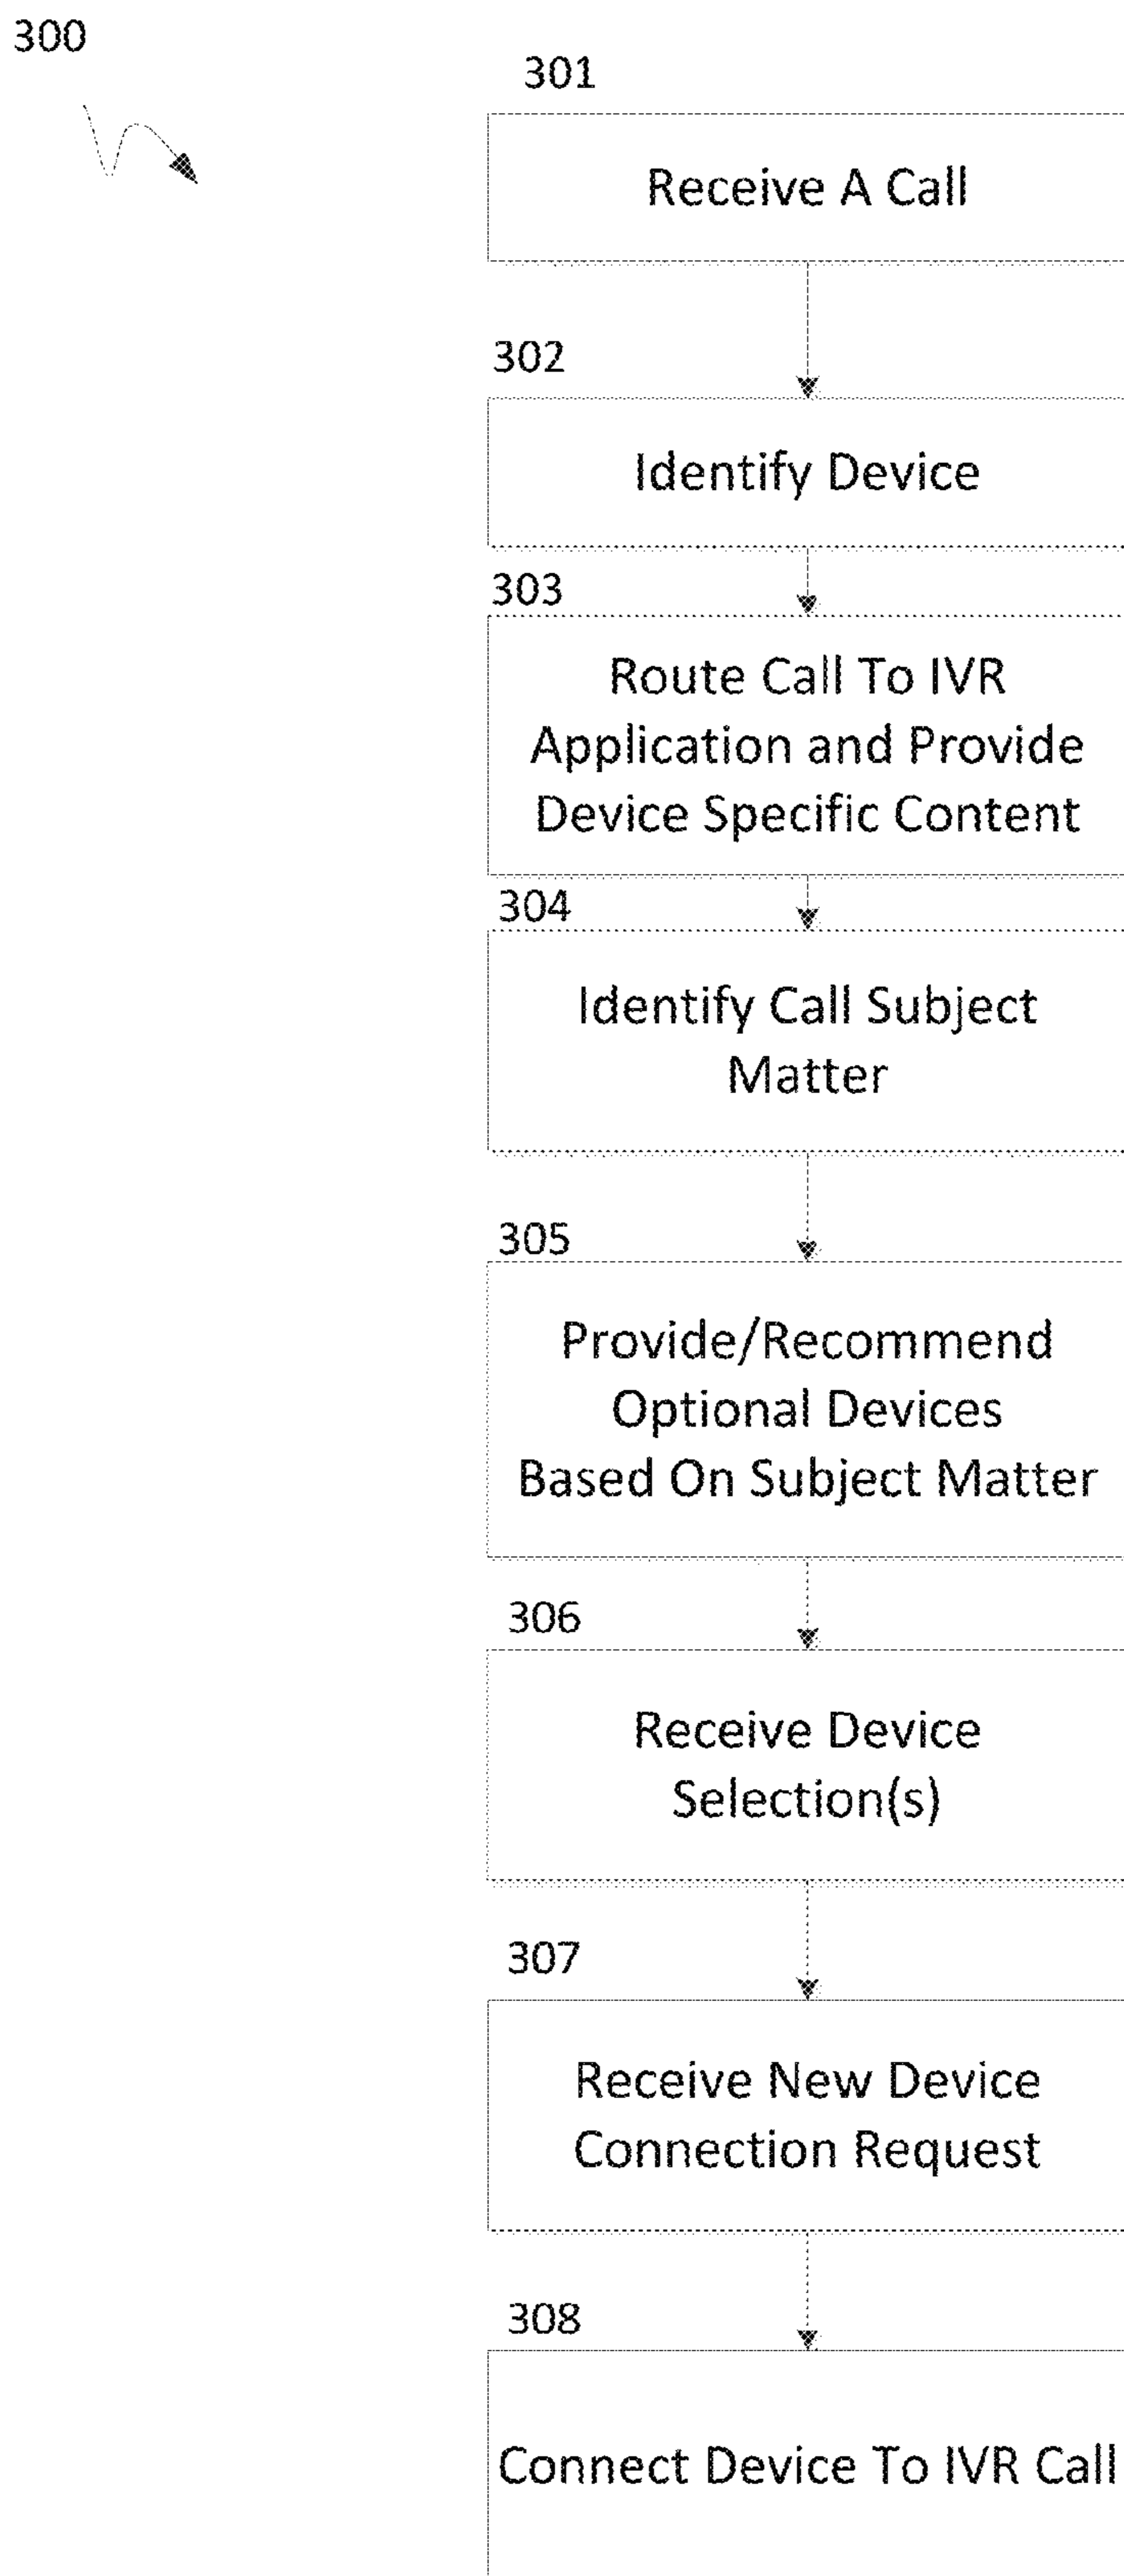 300
301
Receive A Call
302
Identify Device
303
Route Call To IVR
Application and Provide
Device Specific Content
304
Identify Call Subject
Matter
305
Provide/Recommend
Optional Devices
Based On Subject Matter
306
Receive Device
Selection(s)
307
Receive New Device
Connection Request
308
Connect Device To IVR Call